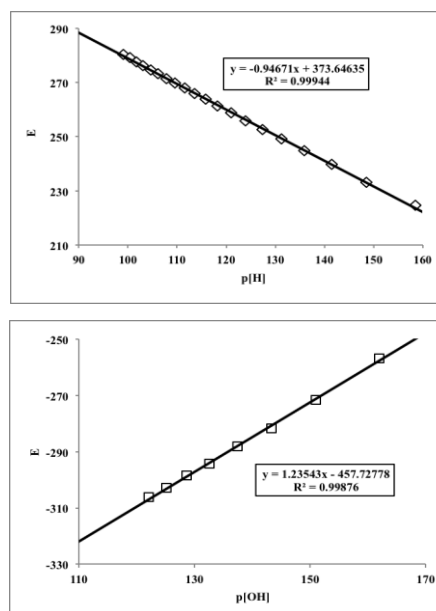 290
270
250
230
210
E
y = -0.94671x + 373.64635
R² = 0.99944
90 100 110 120 130 140 150 160
p[H]
-250
-270
-290
-310
-330
E
y = 1.23543x - 457.72778
R² = 0.99876
110 130 150 170
p[OH]